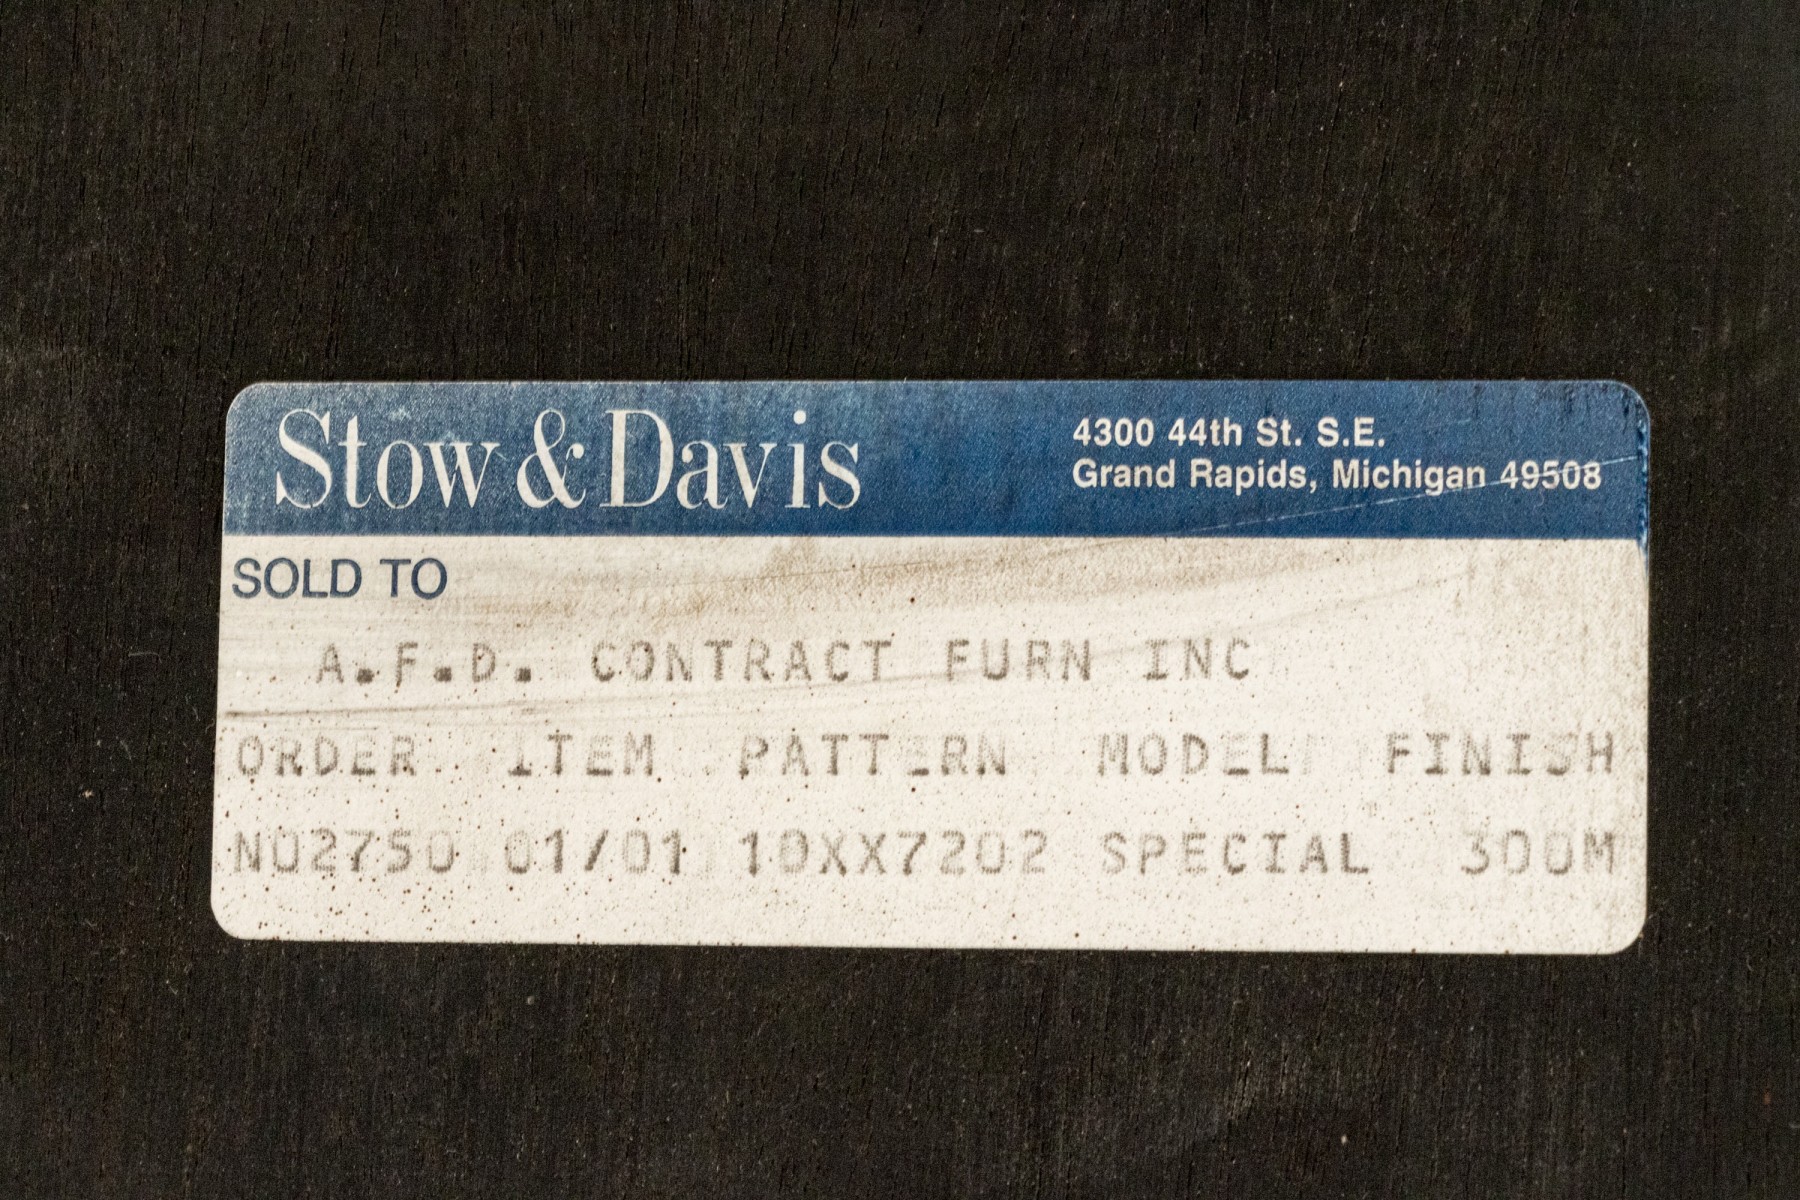 Stow & Davis
4300 44th St. S.E.
Grand Rapids, Michigan 49508
SOLD TO
A.F.D. CONTRACT FURN INC
ORDER ITEM PATTERN MODEL FINISH
N02750 01/01 10XX7202 SPECIAL 300M